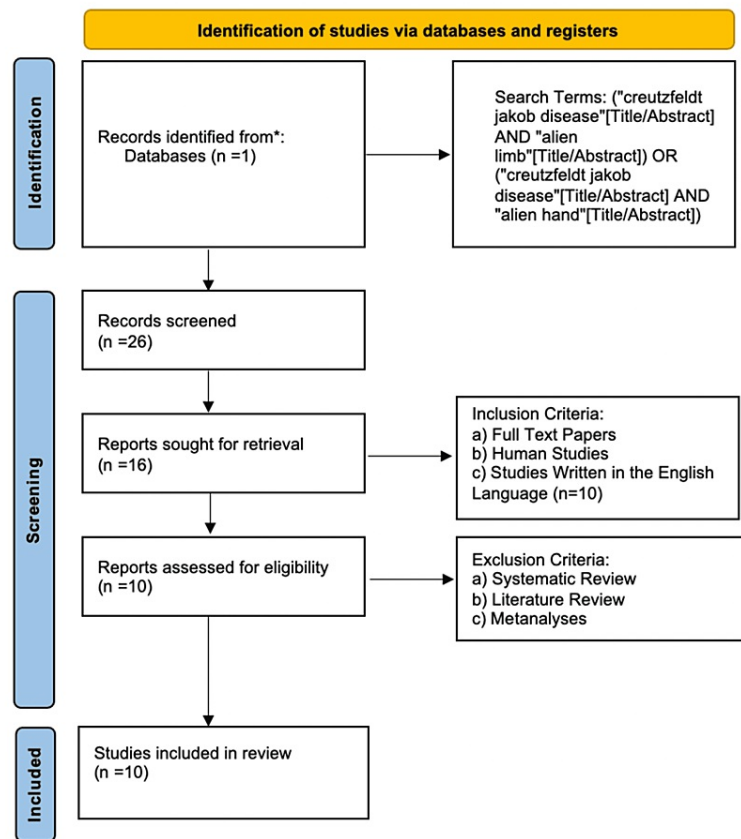 Identification of studies via databases and registers
Identification
Records identified from*:
Databases (n =1)
Search Terms: ("creutzfeldt
jakob disease"[Title/Abstract]
AND "alien
limb"[Title/Abstract]) OR
("creutzfeldt jakob
disease"[Title/Abstract] AND
"alien hand"[Title/Abstract])
Screening
Records screened
(n =26)
Reports sought for retrieval
(n =16)
Inclusion Criteria:
a) Full Text Papers
b) Human Studies
c) Studies Written in the English
Language (n=10)
Reports assessed for eligibility
(n =10)
Exclusion Criteria:
a) Systematic Review
b) Literature Review
c) Metanalyses
Included
Studies included in review
(n =10)